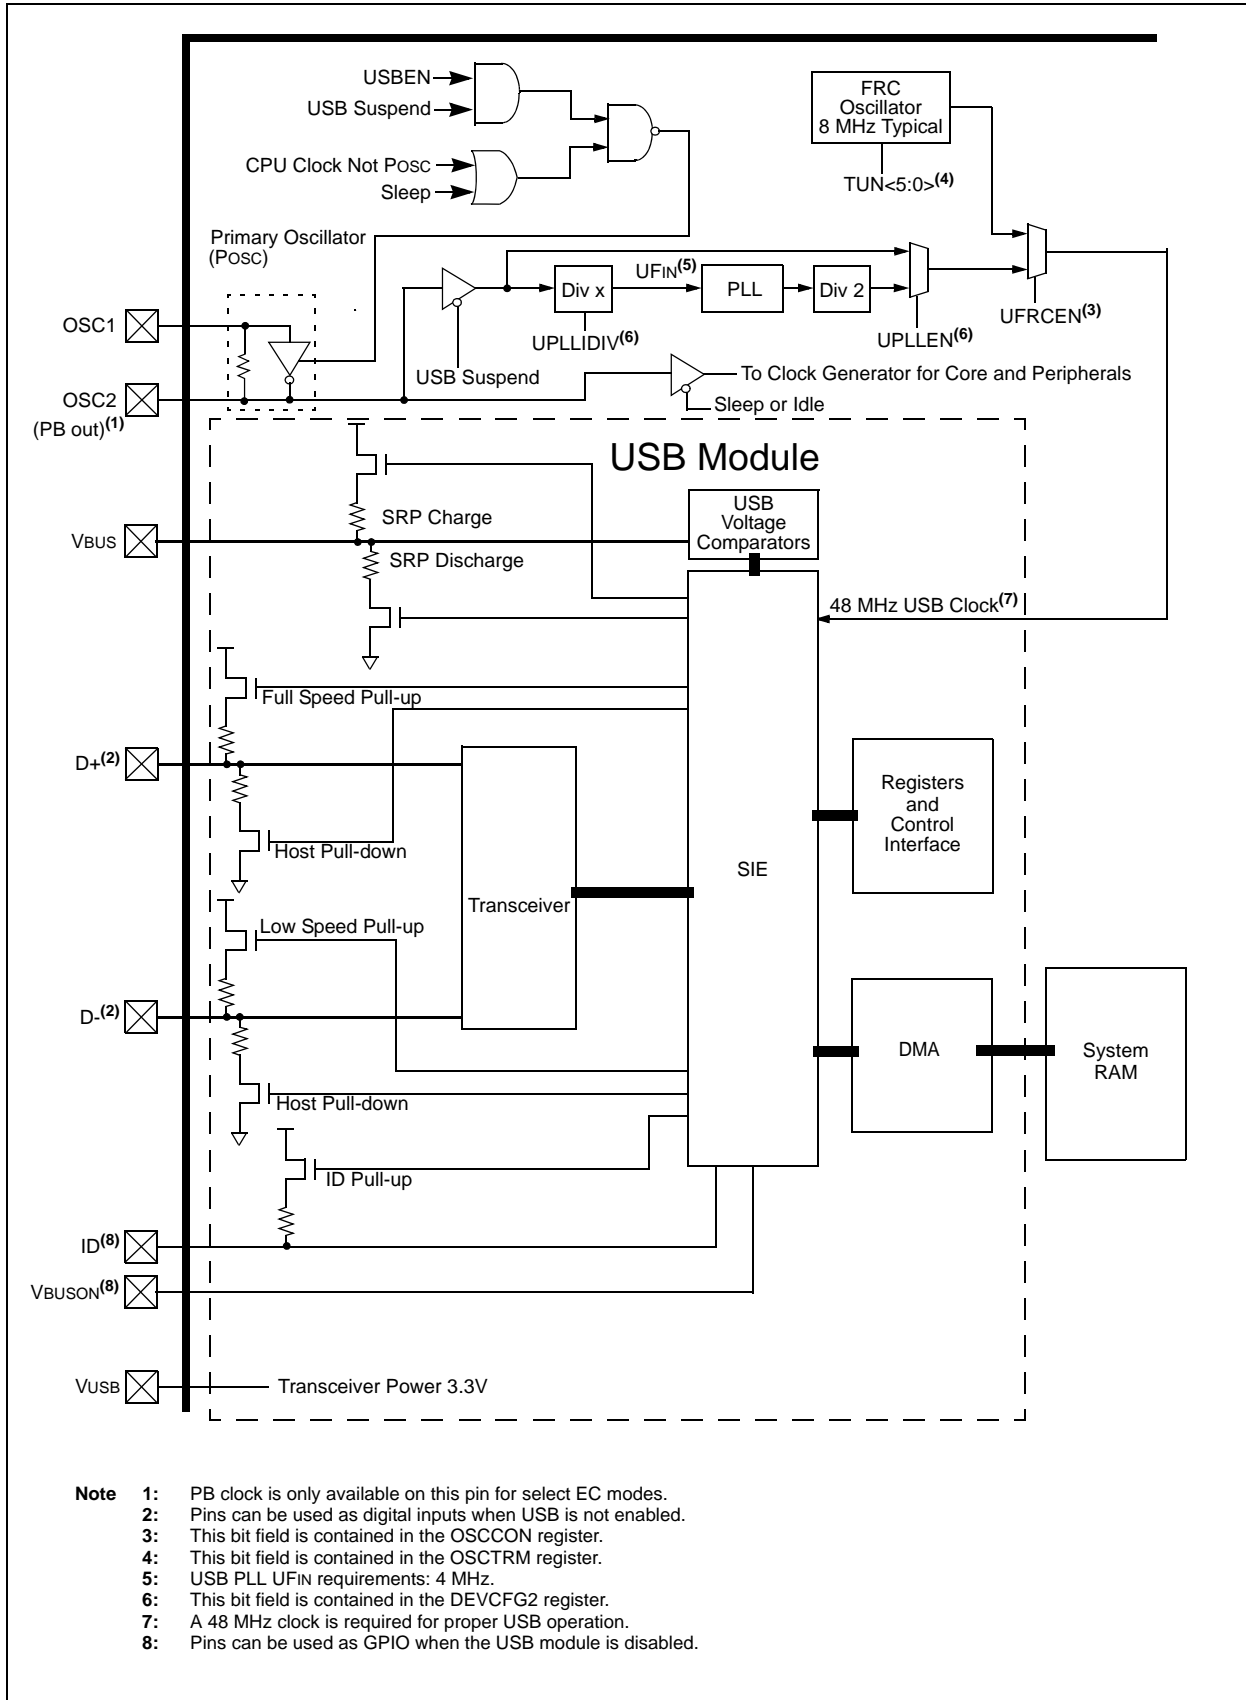 USBEN
USB Suspend
CPU Clock Not POSC
Sleep
FRC
Oscillator
8 MHz Typical
TUN<5:0>(4)
Primary Oscillator
(POSC)
UFIN(5)
Div x
PLL
Div 2
UPLLIDIV(6)
UPLLEN(6)
UFRCEN(3)
OSC1
USB Suspend
To Clock Generator for Core and Peripherals
OSC2
(PB out)(1)
Sleep or Idle
USB Module
USB
Voltage
Comparators
SRP Charge
VBUS
SRP Discharge
48 MHz USB Clock(7)
Full Speed Pull-up
D+(2)
Registers
and
Control
Interface
Host Pull-down
SIE
Transceiver
Low Speed Pull-up
D-(2)
DMA
System
RAM
Host Pull-down
ID Pull-up
ID(8)
VBUSON(8)
VUSB
Transceiver Power 3.3V
Note 1: PB clock is only available on this pin for select EC modes.
2: Pins can be used as digital inputs when USB is not enabled.
3: This bit field is contained in the OSCCON register.
4: This bit field is contained in the OSCTRM register.
5: USB PLL UFIN requirements: 4 MHz.
6: This bit field is contained in the DEVCFG2 register.
7: A 48 MHz clock is required for proper USB operation.
8: Pins can be used as GPIO when the USB module is disabled.